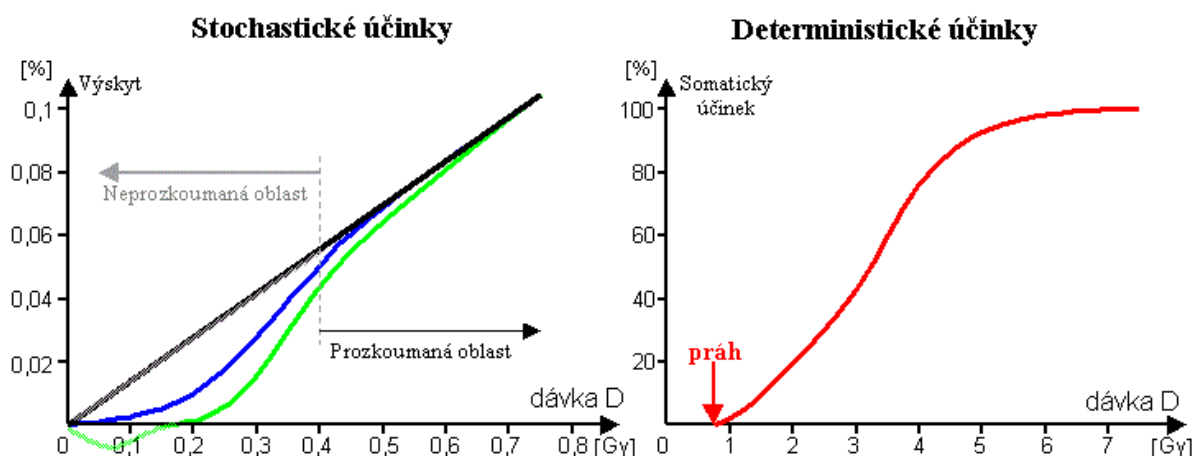 Stochastické účinky
[%]
Výskyt
0,1
0,08
0,06
0,04
0,02
Neprozkoumaná oblast
Prozkoumaná oblast
dávka D
0 0,1 0,2 0,3 0,4 0,5 0,6 0,7 0,8 [Gy]
Deterministické účinky
[%]
Somatický
účinek
100
80
60
40
20
práh
dávka D
0 1 2 3 4 5 6 7 [Gy]